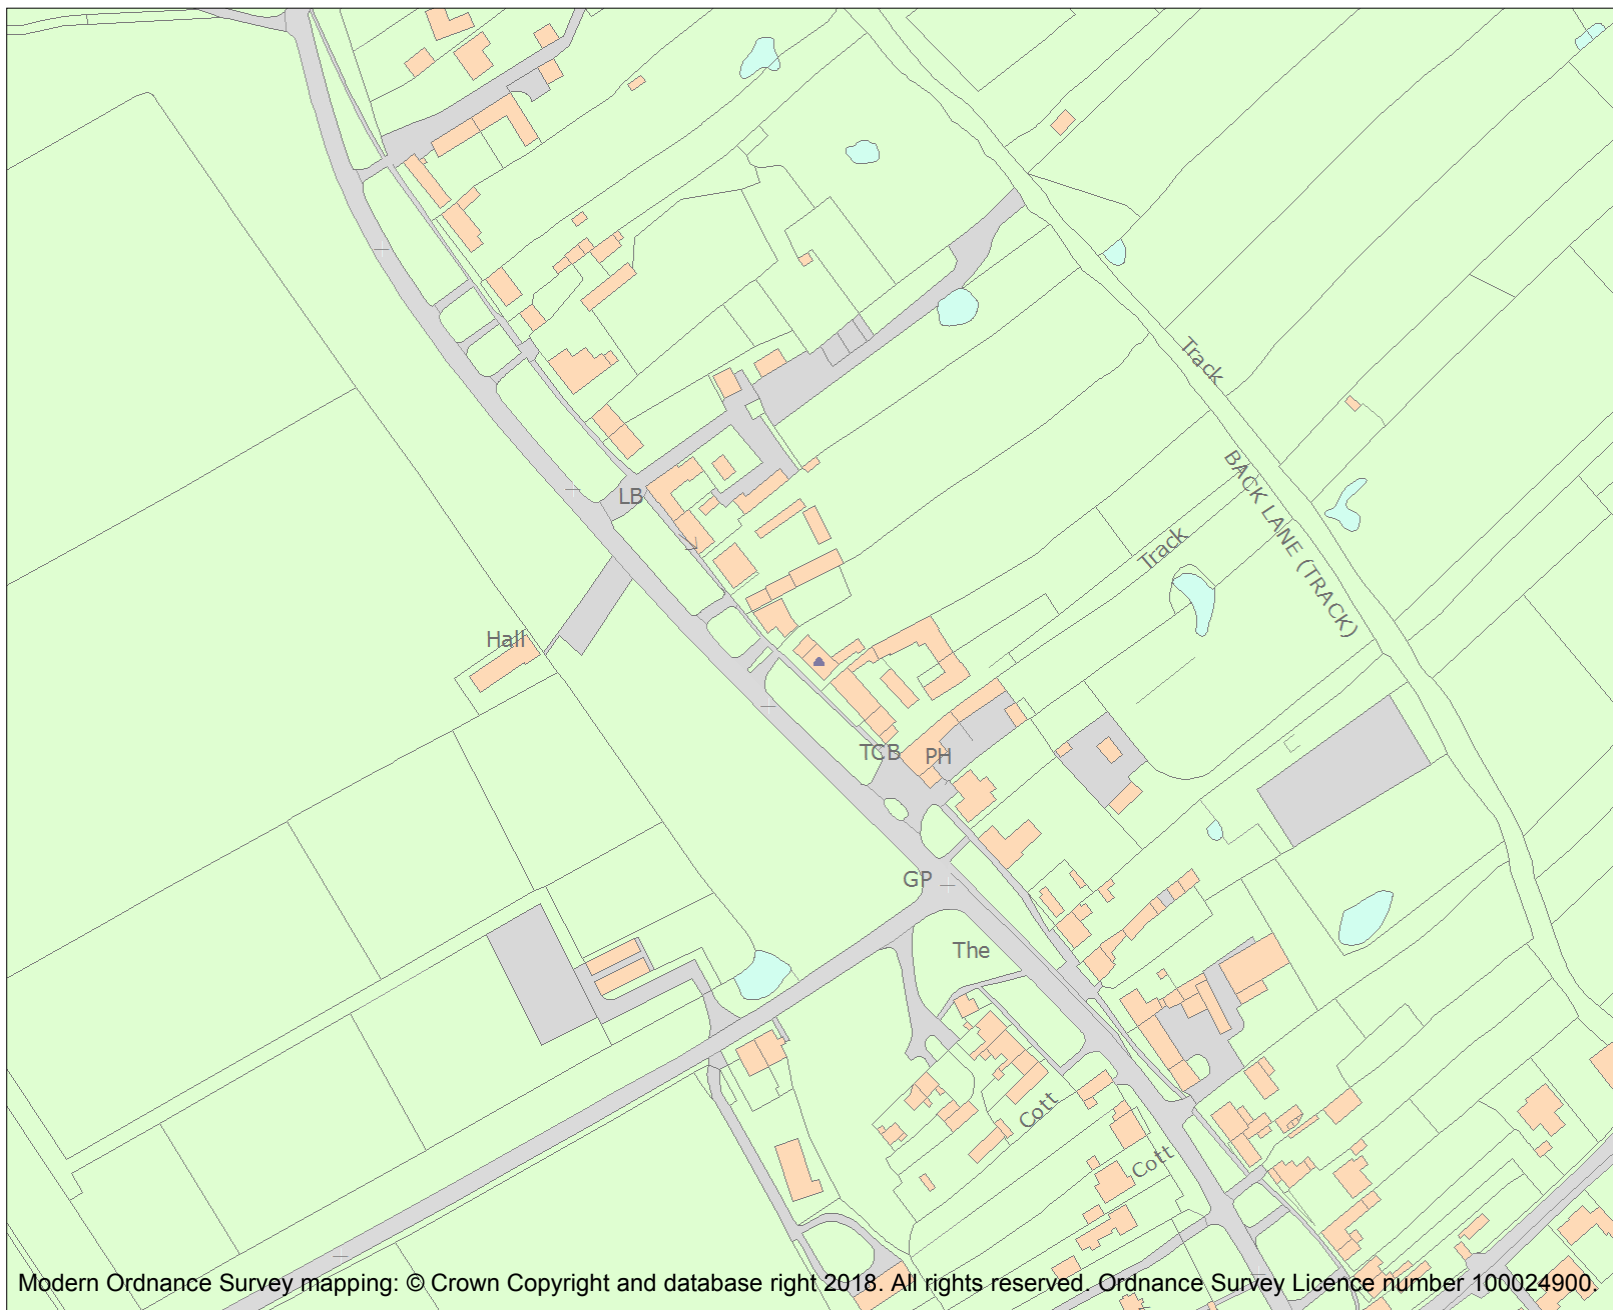 Track
BACK LANE (TRACK)
LB
Track
Hall
TCB
PH
GP
The
Cott
Cott
Modern Ordnance Survey mapping: © Crown Copyright and database right 2018. All rights reserved. Ordnance Survey Licence number 100024900.